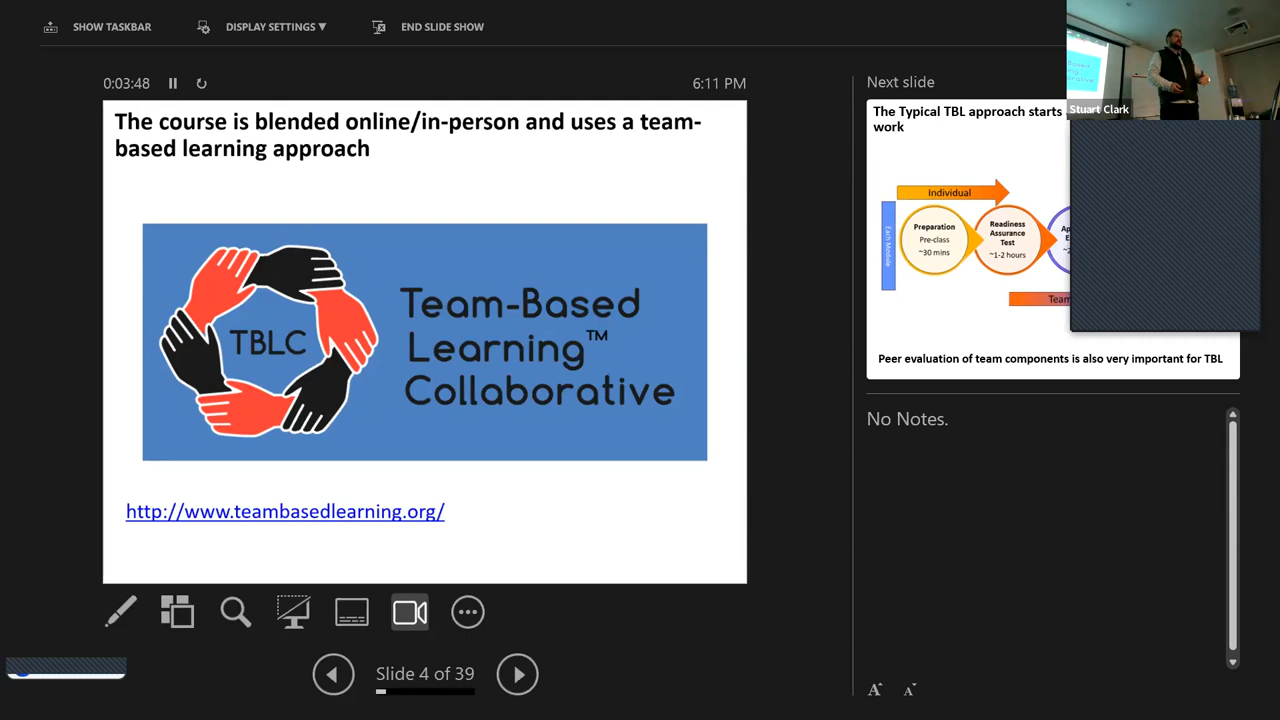 SHOW TASKBAR
DISPLAY SETTINGS ▼
END SLIDE SHOW
0:03:48
6:11 PM
The course is blended online/in-person and uses a team-
based learning approach
TBLC
Team-Based
Learning™
Collaborative
http://www.teambasedlearning.org/
Slide 4 of 39
Next slide
Stuart Clark
The Typical TBL approach starts
work
Individual
Each Module
Preparation
Pre-class
~30 mins
Readiness
Assurance
Test
~1-2 hours
Team
Peer evaluation of team components is also very important for TBL
No Notes.
A A